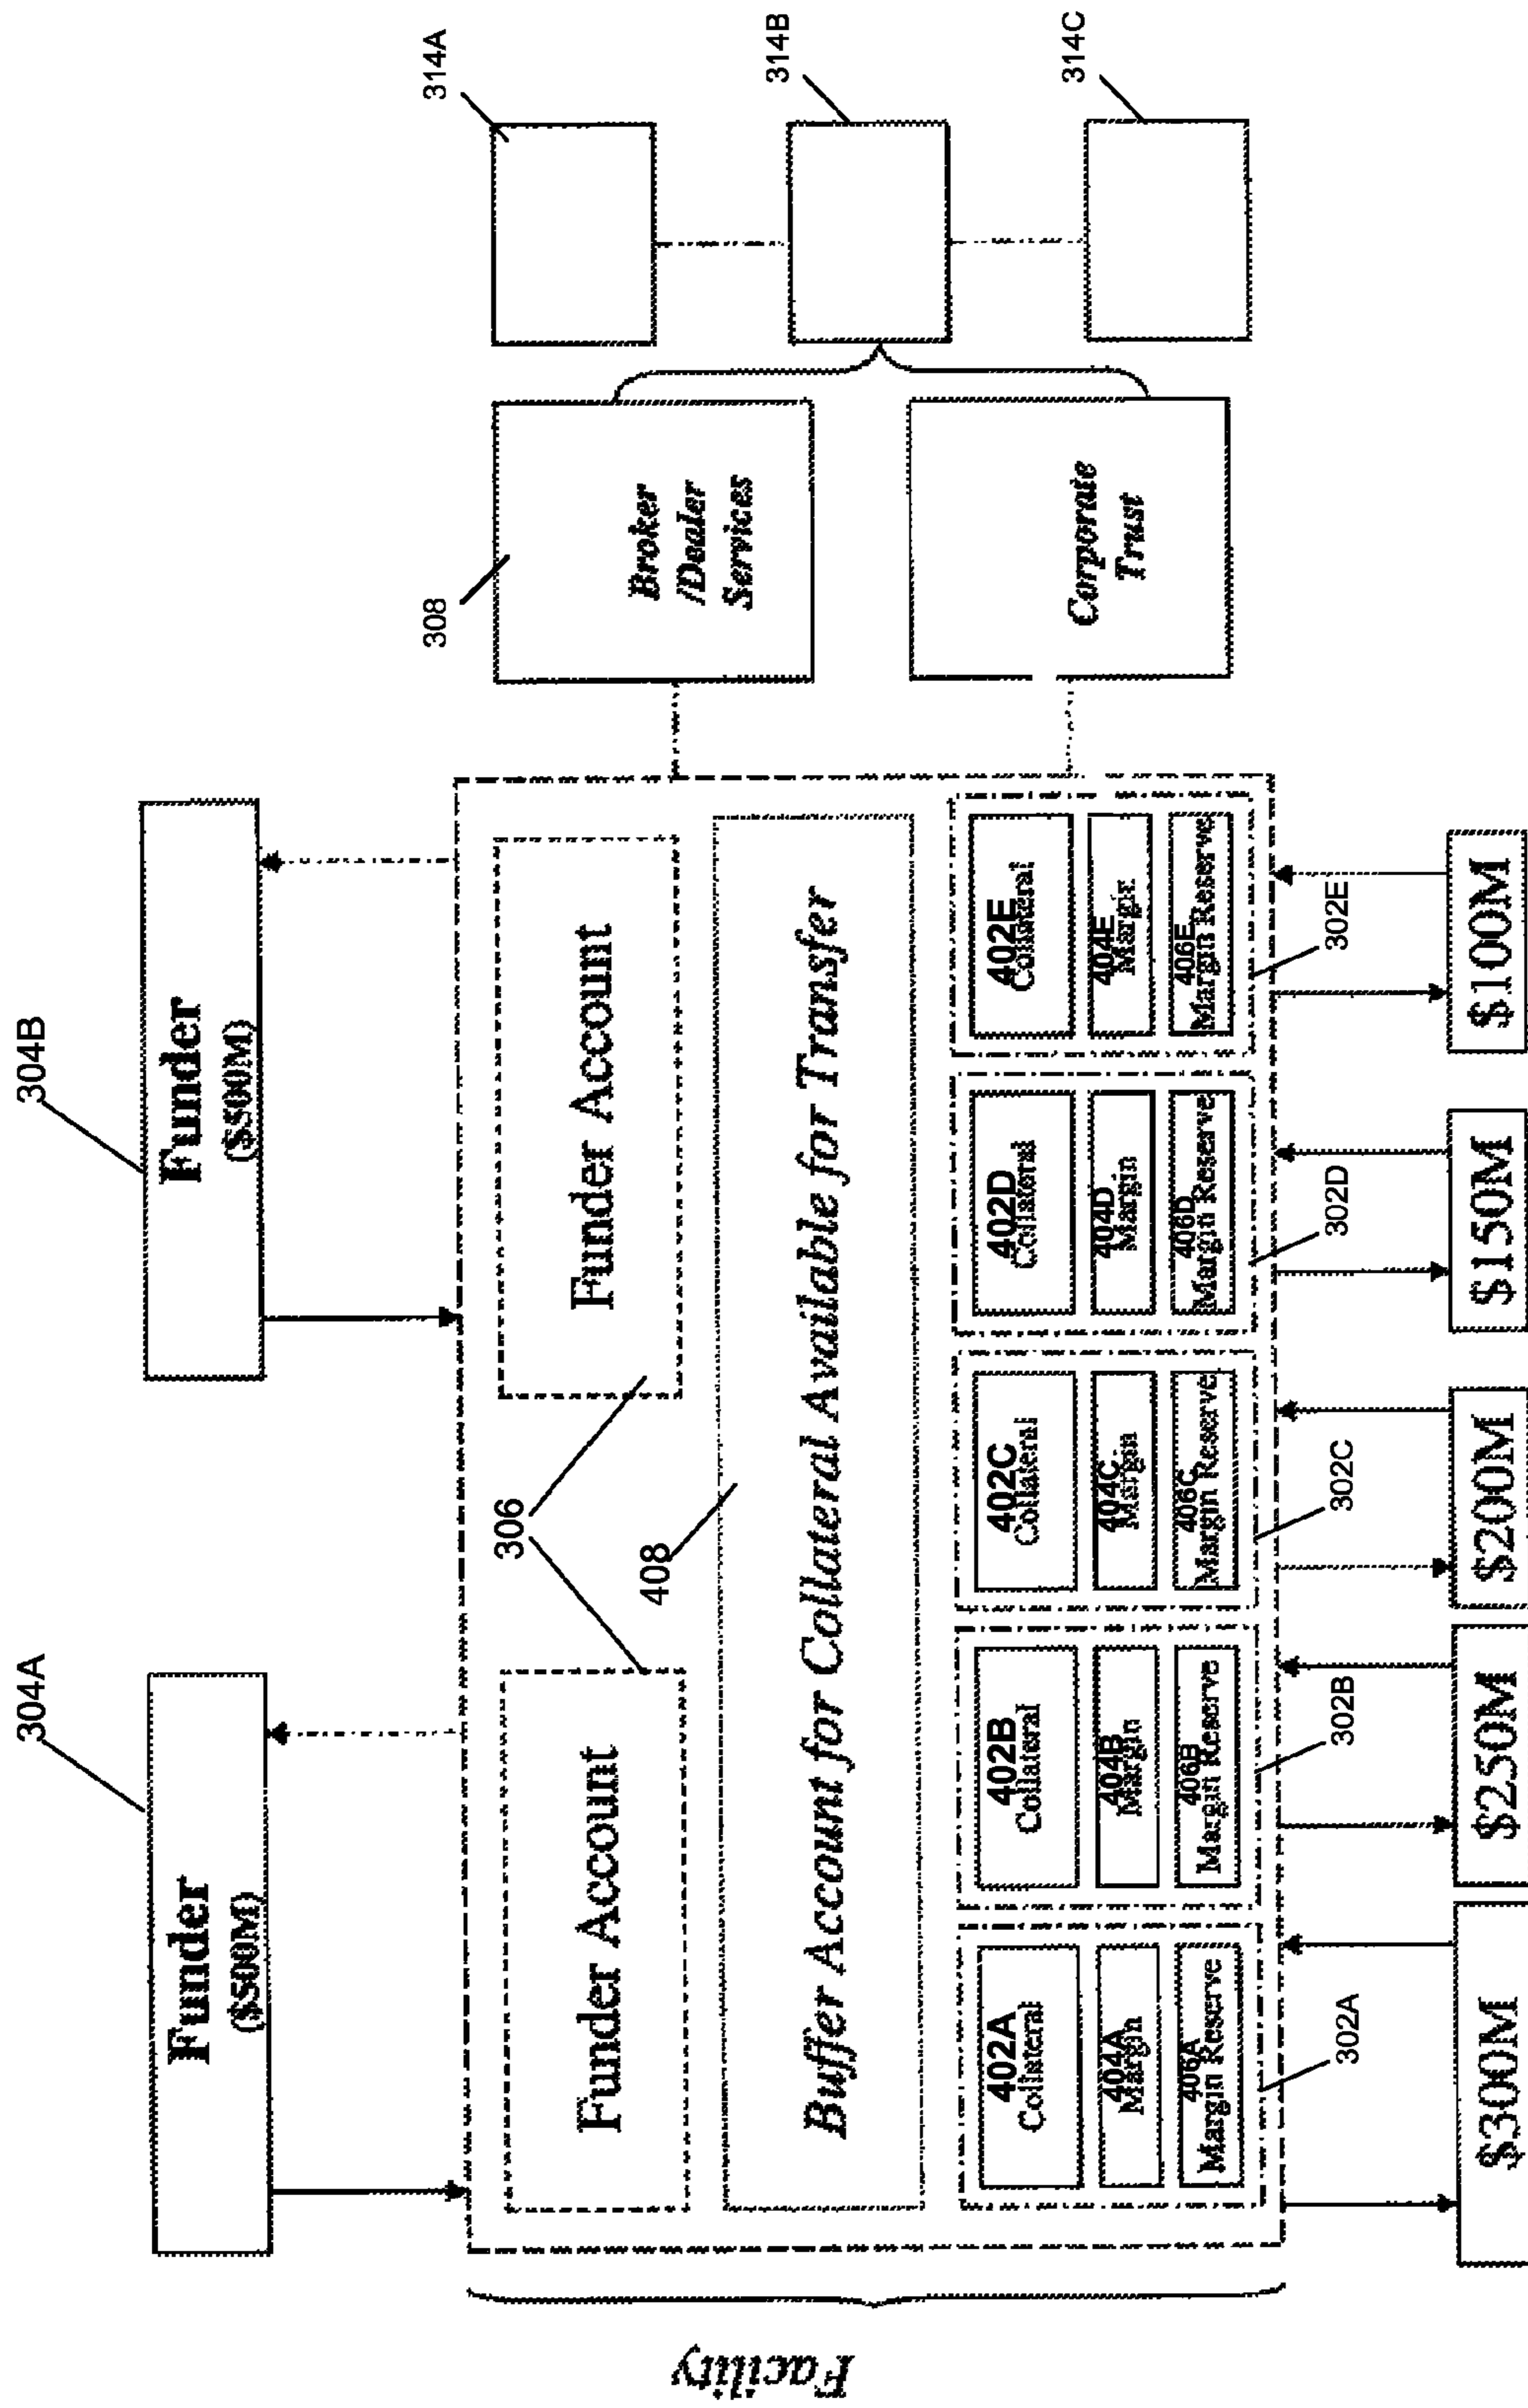 304A
304B
Funder
($500M)
Funder
($500M)
314A
314B
314C
308
Broker
/Dealer
Services
Corporate
Trust
Facility
Funder Account
306
Funder Account
408
Buffer Account for Collateral Available for Transfer
402A
Collateral
404A
Margin
406A
Margin Reserve
402B
Collateral
404B
Margin
406B
Margin Reserve
402C
Collateral
404C
Margin
406C
Margin Reserve
402D
Collateral
404D
Margin
406D
Margin Reserve
402E
Collateral
404E
Margin
406E
Margin Reserve
302A
302B
302C
302D
302E
$300M
$250M
$200M
$150M
$100M